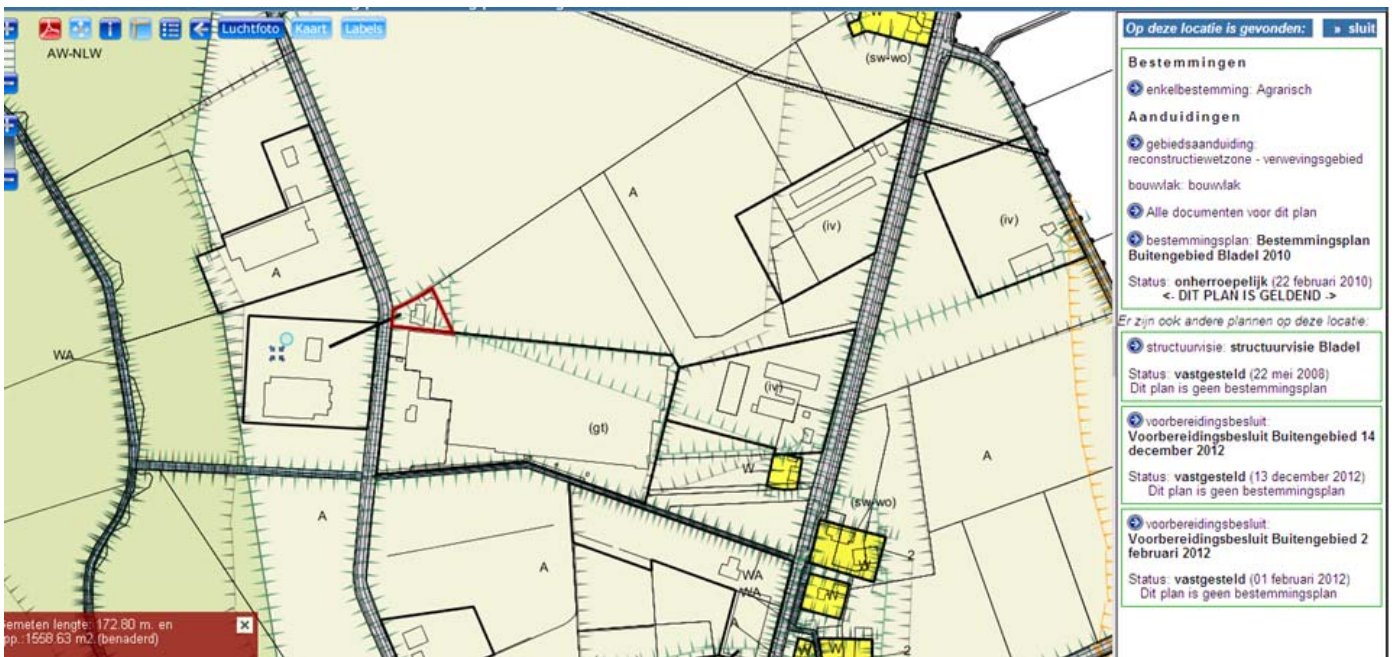 Luchtfoto Kaart Labels
AW-NLW
(sw-wo)
A
(iv)
(iv)
A
WA
(iv)
(gt)
W
A
(sw-wo)
A
2
W
A
WA
WA
W
A
W
W
2
Gemeten lengte: 172.80 m. en
opp.:1558.63 m2.(benaderd)
Op deze locatie is gevonden: » sluit
Bestemmingen
enkelbestemming: Agrarisch
Aanduidingen
gebiedsaanduiding:
reconstructiewetzone - verwevingsgebied
bouwvlak: bouwvlak
Alle documenten voor dit plan
bestemmingsplan: Bestemmingsplan
Buitengebied Bladel 2010
Status: onherroepelijk (22 februari 2010)
<- DIT PLAN IS GELDEND ->
Er zijn ook andere plannen op deze locatie:
structuurvisie: structuurvisie Bladel
Status: vastgesteld (22 mei 2008)
Dit plan is geen bestemmingsplan
voorbereidingsbesluit:
Voorbereidingsbesluit Buitengebied 14
december 2012
Status: vastgesteld (13 december 2012)
Dit plan is geen bestemmingsplan
voorbereidingsbesluit:
Voorbereidingsbesluit Buitengebied 2
februari 2012
Status: vastgesteld (01 februari 2012)
Dit plan is geen bestemmingsplan